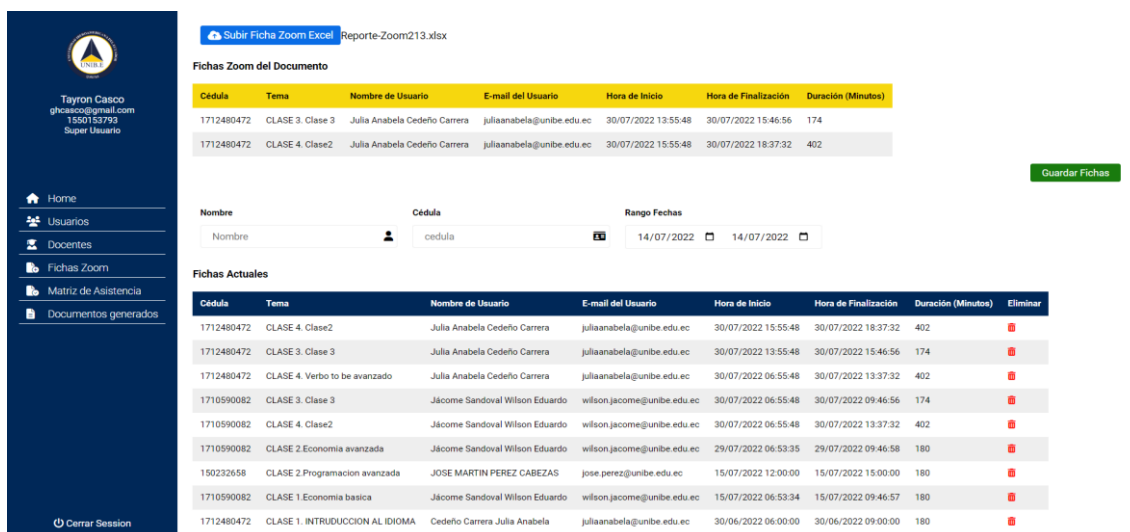 Subir Ficha Zoom Excel Reporte-Zoom213.xlsx
Fichas Zoom del Documento
Cédula Tema Nombre de Usuario E-mail del Usuario Hora de Inicio Hora de Finalización Duración (Minutos)
1712480472 CLASE 3. Clase 3 Julia Anabela Cedeño Carrera juliaanabela@unibe.edu.ec 30/07/2022 13:55:48 30/07/2022 15:46:56 174
1712480472 CLASE 4. Clase2 Julia Anabela Cedeño Carrera juliaanabela@unibe.edu.ec 30/07/2022 15:55:48 30/07/2022 18:37:32 402
Guardar Fichas
UNIB.E
Tayron Casco
ghcasco@gmail.com
1550153793
Super Usuario
Home
Usuarios
Docentes
Fichas Zoom
Matriz de Asistencia
Documentos generados
Cerrar Session
Nombre Cédula Rango Fechas
Nombre cedula 14/07/2022 14/07/2022
Fichas Actuales
Cédula Tema Nombre de Usuario E-mail del Usuario Hora de Inicio Hora de Finalización Duración (Minutos) Eliminar
1712480472 CLASE 4. Clase2 Julia Anabela Cedeño Carrera juliaanabela@unibe.edu.ec 30/07/2022 15:55:48 30/07/2022 18:37:32 402
1712480472 CLASE 3. Clase 3 Julia Anabela Cedeño Carrera juliaanabela@unibe.edu.ec 30/07/2022 13:55:48 30/07/2022 15:46:56 174
1712480472 CLASE 4. Verbo to be avanzado Julia Anabela Cedeño Carrera juliaanabela@unibe.edu.ec 30/07/2022 06:55:48 30/07/2022 13:37:32 402
1710590082 CLASE 3. Clase 3 Jácome Sandoval Wilson Eduardo wilson.jacome@unibe.edu.ec 30/07/2022 06:55:48 30/07/2022 09:46:56 174
1710590082 CLASE 4. Clase2 Jácome Sandoval Wilson Eduardo wilson.jacome@unibe.edu.ec 30/07/2022 06:55:48 30/07/2022 13:37:32 402
1710590082 CLASE 2.Economia avanzada Jácome Sandoval Wilson Eduardo wilson.jacome@unibe.edu.ec 29/07/2022 06:53:35 29/07/2022 09:46:58 180
150232658 CLASE 2.Programacion avanzada JOSE MARTIN PEREZ CABEZAS jose.perez@unibe.edu.ec 15/07/2022 12:00:00 15/07/2022 15:00:00 180
1710590082 CLASE 1.Economia basica Jácome Sandoval Wilson Eduardo wilson.jacome@unibe.edu.ec 15/07/2022 06:53:34 15/07/2022 09:46:57 180
1712480472 CLASE 1. INTRUDUCCION AL IDIOMA Cedeño Carrera Julia Anabela juliaanabela@unibe.edu.ec 30/06/2022 06:00:00 30/06/2022 09:00:00 180